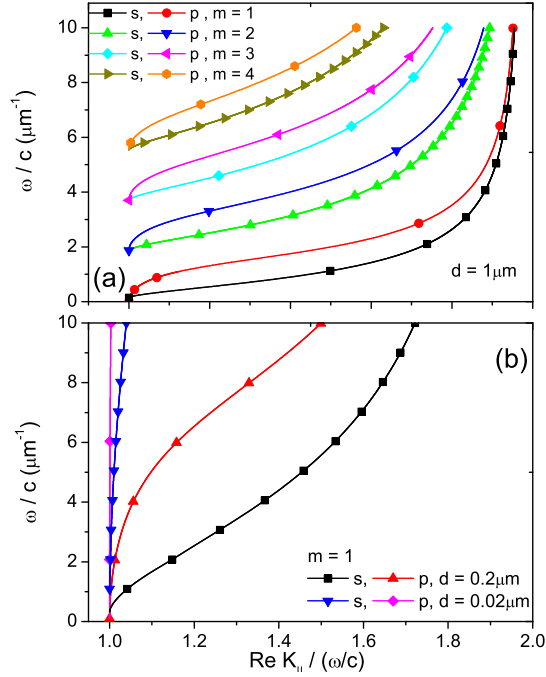 s, p , m = 1
s, p , m = 2
s, p , m = 3
s, p , m = 4
10
8
6
4
2
0
ω / c (μm⁻¹)
(a)
d = 1μm
10
8
6
4
2
0
ω / c (μm⁻¹)
(b)
m = 1
s, p, d = 0.2μm
s, p, d = 0.02μm
1.0 1.2 1.4 1.6 1.8 2.0
Re K_{||} / (ω/c)